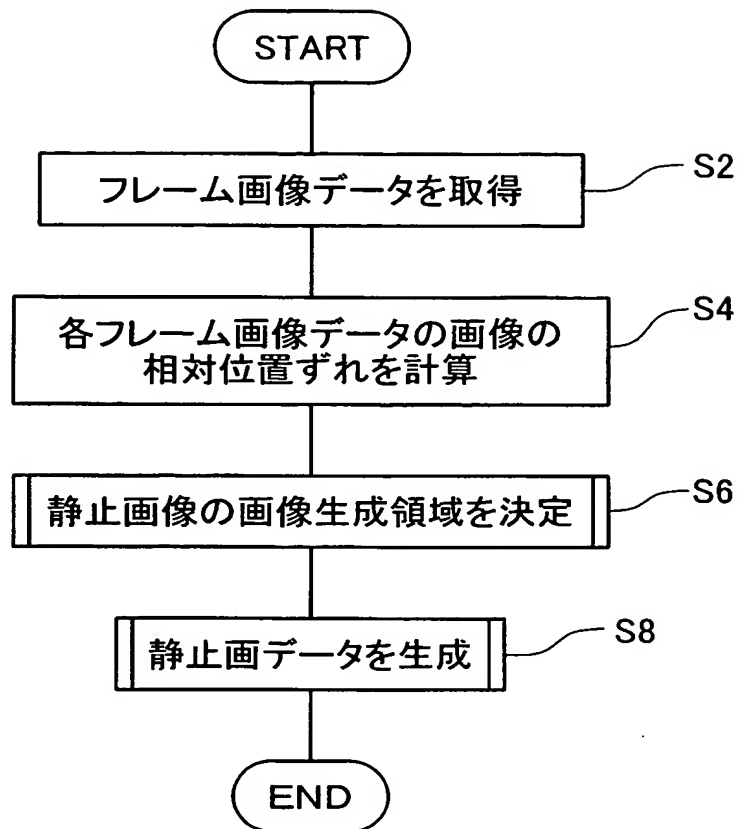 START
フレーム画像データを取得
S2
各フレーム画像データの画像の
相対位置ずれを計算
S4
静止画像の画像生成領域を決定
S6
静止画データを生成
S8
END